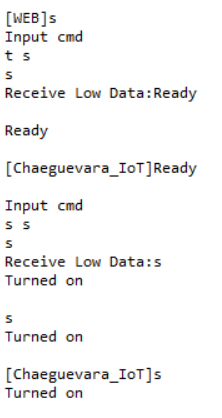 [WEB]s
Input cmd
t s
s
Receive Low Data:Ready
Ready
[Chaeguevara_IoT]Ready
Input cmd
s s
s
Receive Low Data:s
Turned on
s
Turned on
[Chaeguevara_IoT]s
Turned on